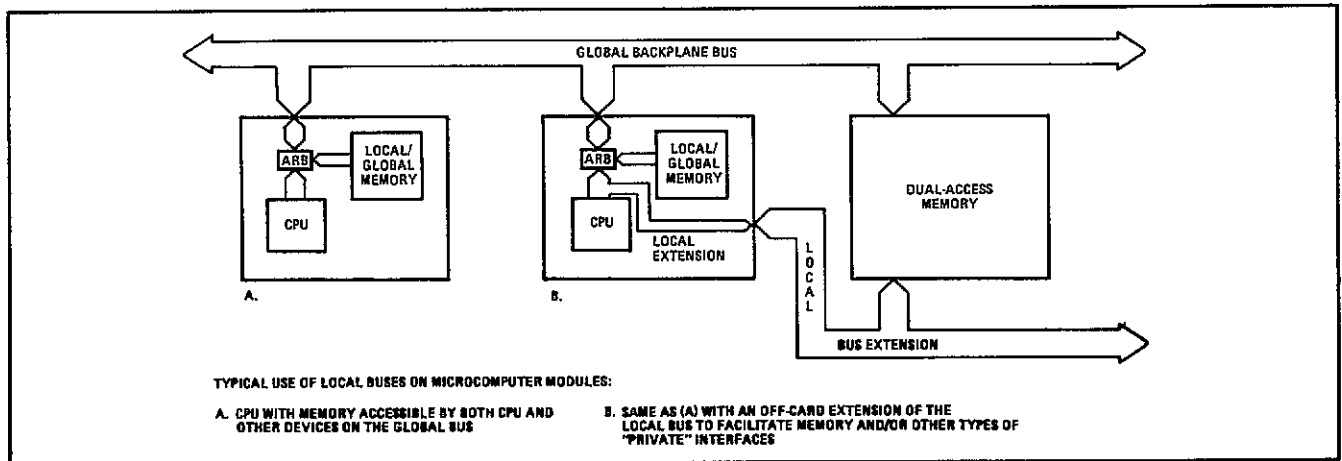 GLOBAL BACKPLANE BUS
ARB
LOCAL/
GLOBAL
MEMORY
CPU
A.
ARB
LOCAL/
GLOBAL
MEMORY
CPU
LOCAL
EXTENSION
B.
DUAL-ACCESS
MEMORY
LOCAL
BUS EXTENSION
TYPICAL USE OF LOCAL BUSES ON MICROCOMPUTER MODULES:
A. CPU WITH MEMORY ACCESSIBLE BY BOTH CPU AND
OTHER DEVICES ON THE GLOBAL BUS
B. SAME AS (A) WITH AN OFF-CARD EXTENSION OF THE
LOCAL BUS TO FACILITATE MEMORY AND/OR OTHER TYPES OF
"PRIVATE" INTERFACES